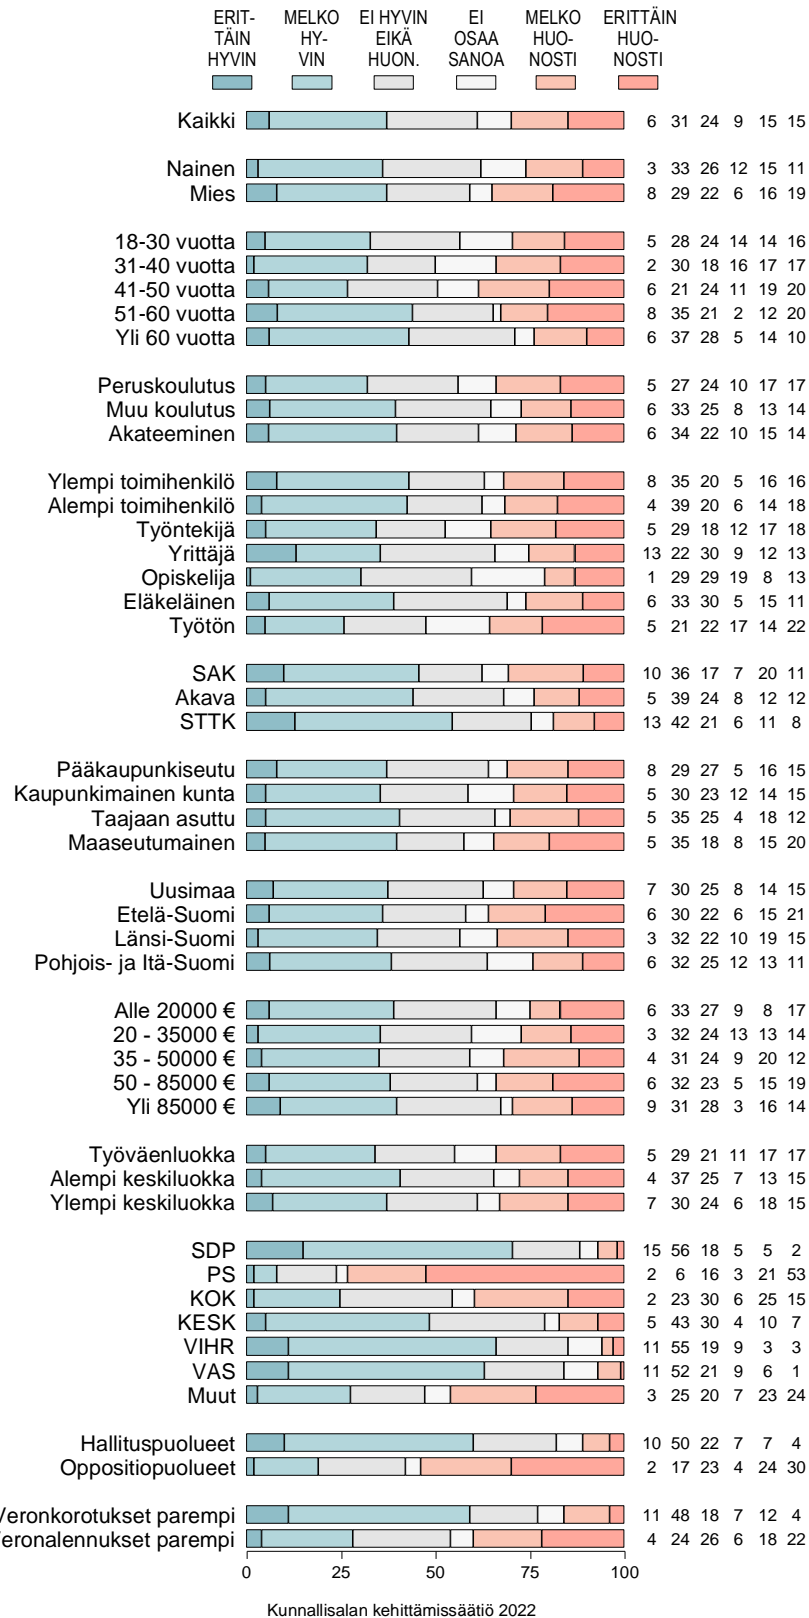 ERIT- MELKO EI HYVIN EI MELKO ERITTÄIN
TÄIN HY- EIKÄ OSAA HUO- HUO-
HYVIN VIN HUON. SANOA NOSTI NOSTI
Kaikki 6 31 24 9 15 15
Nainen 3 33 26 12 15 11
Mies 8 29 22 6 16 19
18-30 vuotta 5 28 24 14 14 16
31-40 vuotta 2 30 18 16 17 17
41-50 vuotta 6 21 24 11 19 20
51-60 vuotta 8 35 21 2 12 20
Yli 60 vuotta 6 37 28 5 14 10
Peruskoulutus 5 27 24 10 17 17
Muu koulutus 6 33 25 8 13 14
Akateeminen 6 34 22 10 15 14
Ylempi toimihenkilö 8 35 20 5 16 16
Alempi toimihenkilö 4 39 20 6 14 18
Työntekijä 5 29 18 12 17 18
Yrittäjä 13 22 30 9 12 13
Opiskelija 1 29 29 19 8 13
Eläkeläinen 6 33 30 5 15 11
Työtön 5 21 22 17 14 22
SAK 10 36 17 7 20 11
Akava 5 39 24 8 12 12
STTK 13 42 21 6 11 8
Pääkaupunkiseutu 8 29 27 5 16 15
Kaupunkimainen kunta 5 30 23 12 14 15
Taajaan asuttu 5 35 25 4 18 12
Maaseutumainen 5 35 18 8 15 20
Uusimaa 7 30 25 8 14 15
Etelä-Suomi 6 30 22 6 15 21
Länsi-Suomi 3 32 22 10 19 15
Pohjois- ja Itä-Suomi 6 32 25 12 13 11
Alle 20000 € 6 33 27 9 8 17
20 - 35000 € 3 32 24 13 13 14
35 - 50000 € 4 31 24 9 20 12
50 - 85000 € 6 32 23 5 15 19
Yli 85000 € 9 31 28 3 16 14
Työväenluokka 5 29 21 11 17 17
Alempi keskiluokka 4 37 25 7 13 15
Ylempi keskiluokka 7 30 24 6 18 15
SDP 15 56 18 5 5 2
PS 2 6 16 3 21 53
KOK 2 23 30 6 25 15
KESK 5 43 30 4 10 7
VIHR 11 55 19 9 3 3
VAS 11 52 21 9 6 1
Muut 3 25 20 7 23 24
Hallituspuolueet 10 50 22 7 7 4
Oppositiopuolueet 2 17 23 4 24 30
Veronkorotukset parempi 11 48 18 7 12 4
eronalennukset parempi 4 24 26 6 18 22
0 25 50 75 100
Kunnallisalan kehittämissäätiö 2022